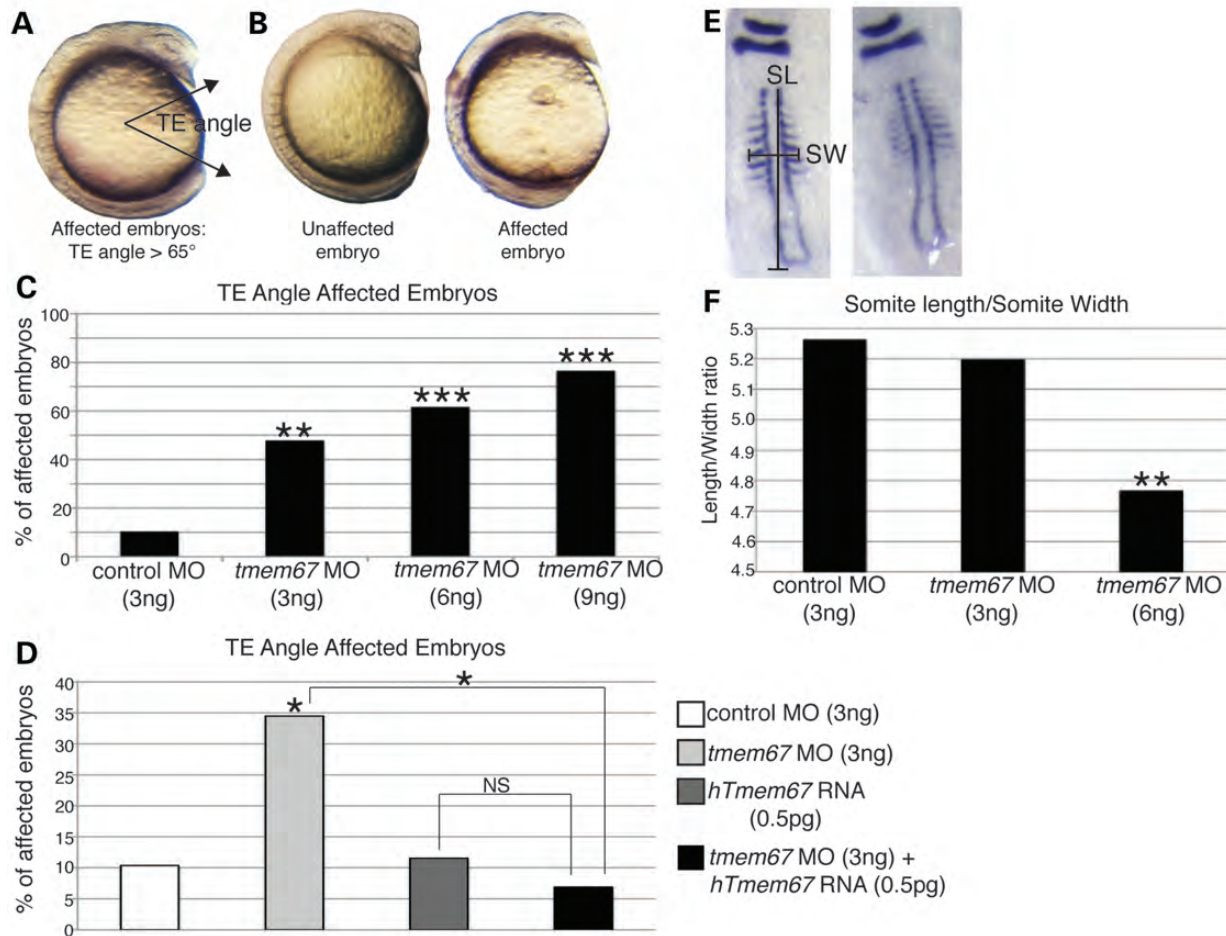 A
TE angle
Affected embryos:
TE angle > 65°
B
Unaffected
embryo
Affected
embryo
C
TE Angle Affected Embryos
% of affected embryos
100
80
60
40
20
0
**
***
***
control MO
(3ng)
tmem67 MO
(3ng)
tmem67 MO
(6ng)
tmem67 MO
(9ng)
D
TE Angle Affected Embryos
% of affected embryos
40
35
30
25
20
15
10
5
0
*
*
NS
control MO (3ng)
tmem67 MO (3ng)
hTmem67 RNA
(0.5pg)
tmem67 MO (3ng) +
hTmem67 RNA (0.5pg)
E
SL
SW
F
Somite length/Somite Width
Length/Width ratio
5.3
5.2
5.1
5.0
4.9
4.8
4.7
4.6
4.5
**
control MO
(3ng)
tmem67 MO
(3ng)
tmem67 MO
(6ng)